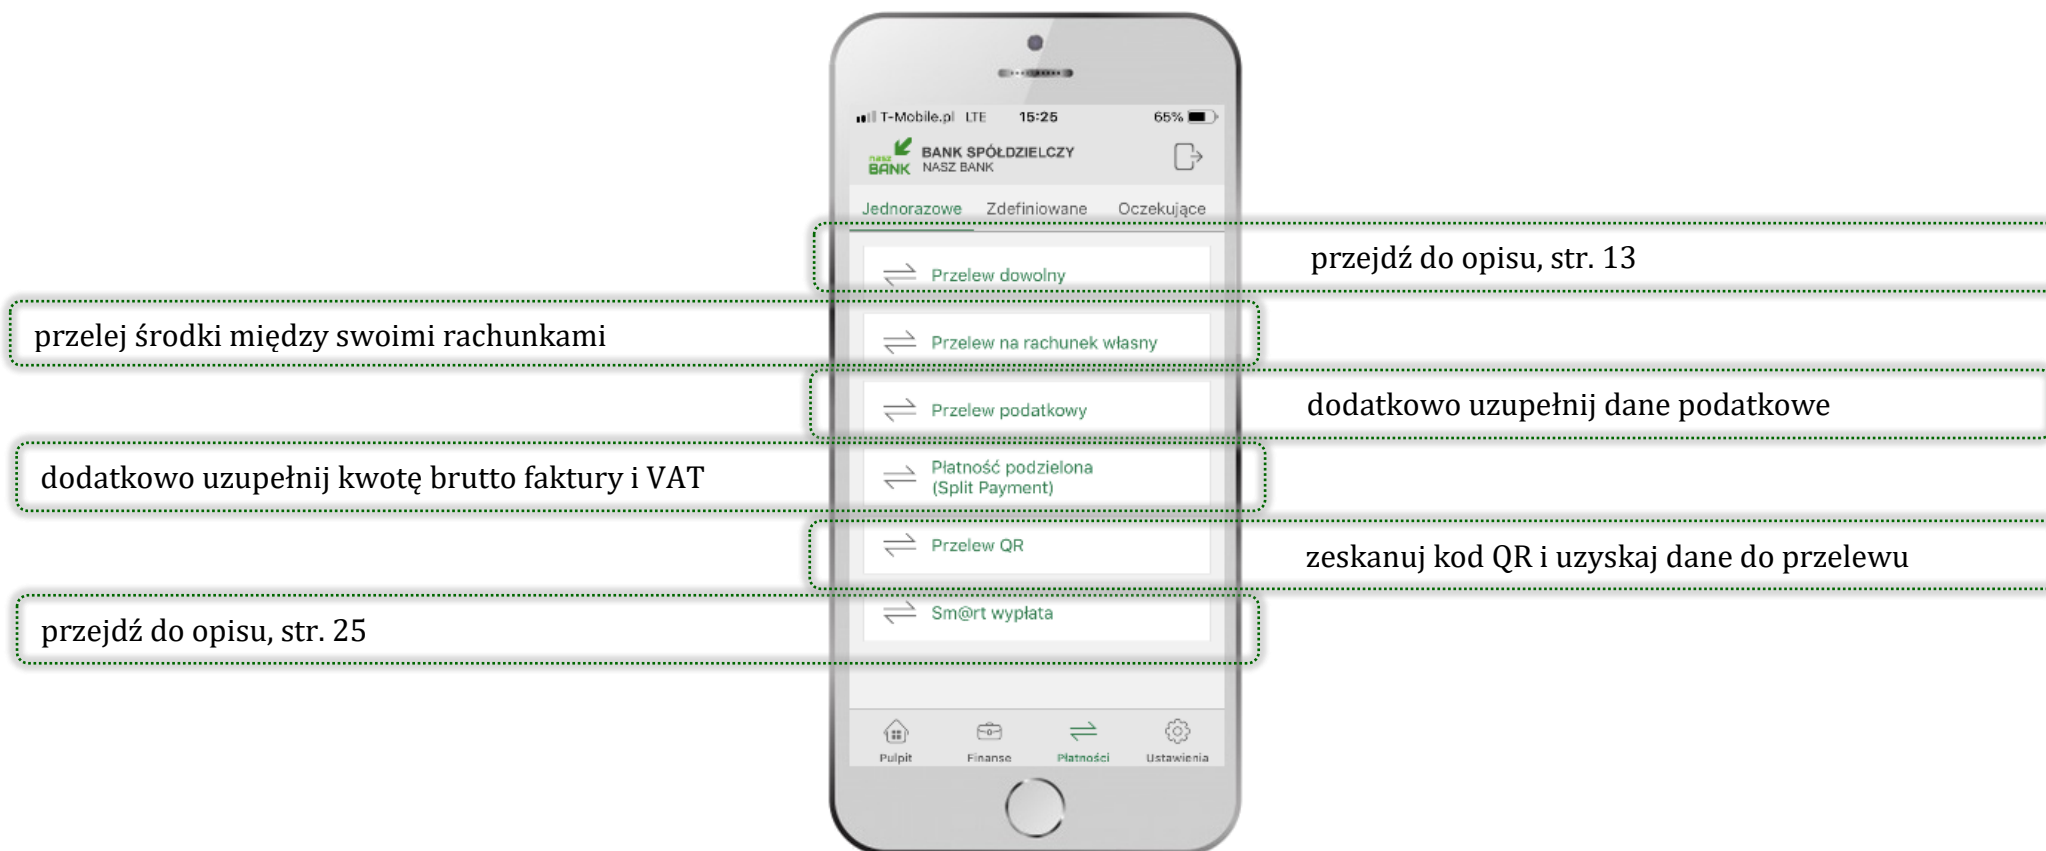 T-Mobile.pl LTE 15:25 65%
nasz BANK
BANK SPÓŁDZIELCZY
NASZ BANK
Jednorazowe Zdefiniowane Oczekujące
Przelew dowolny
przejdź do opisu, str. 13
przelej środki między swoimi rachunkami
Przelew na rachunek własny
Przelew podatkowy
dodatkowo uzupełnij dane podatkowe
dodatkowo uzupełnij kwotę brutto faktury i VAT
Płatność podzielona
(Split Payment)
Przelew QR
zeskanuj kod QR i uzyskaj dane do przelewu
przejdź do opisu, str. 25
Sm@rt wypłata
Pulpit Finanse Płatności Ustawienia